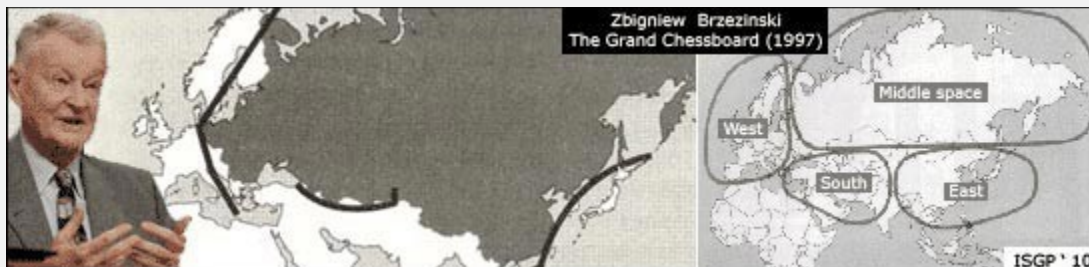 Zbigniew Brzezinski
The Grand Chessboard (1997)
Middle space
West
South
East
ISGP ' 10